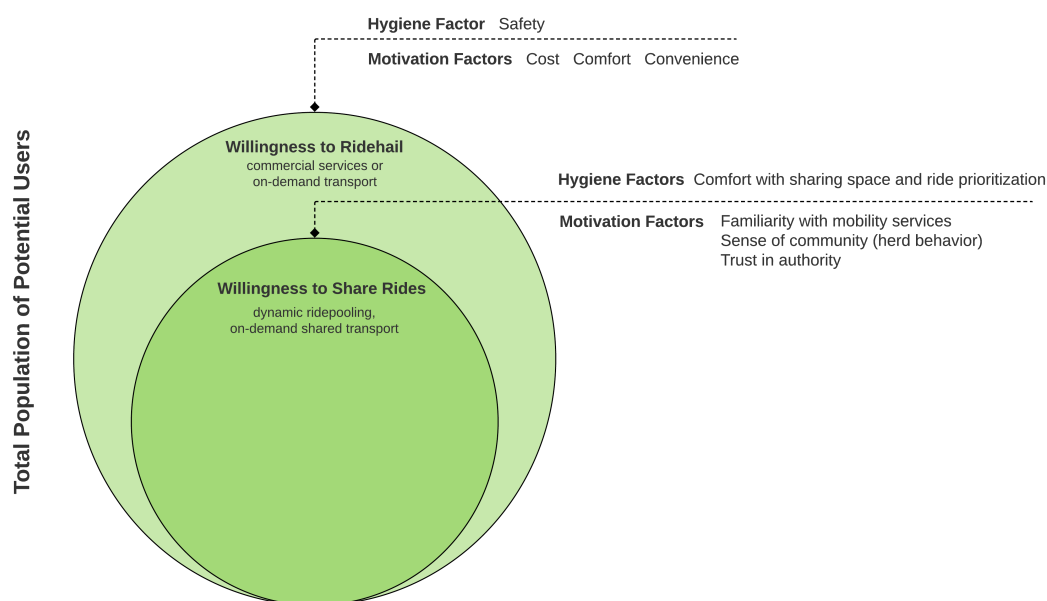 Hygiene Factor Safety
Motivation Factors Cost Comfort Convenience
Total Population of Potential Users
Willingness to Ridehail
commercial services or
on-demand transport
Hygiene Factors Comfort with sharing space and ride prioritization
Motivation Factors Familiarity with mobility services
Sense of community (herd behavior)
Trust in authority
Willingness to Share Rides
dynamic ridepooling,
on-demand shared transport